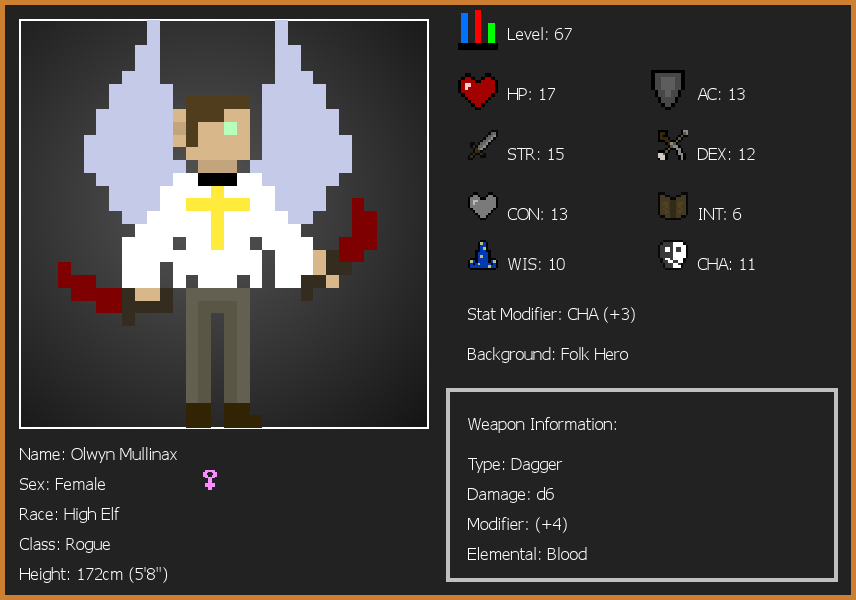 Level: 67
HP: 17
AC: 13
STR: 15
DEX: 12
CON: 13
INT: 6
WIS: 10
CHA: 11
Stat Modifier: CHA (+3)
Background: Folk Hero
Weapon Information:
Type: Dagger
Damage: d6
Modifier: (+4)
Elemental: Blood
Name: Olwyn Mullinax
Sex: Female
Race: High Elf
Class: Rogue
Height: 172cm (5'8")